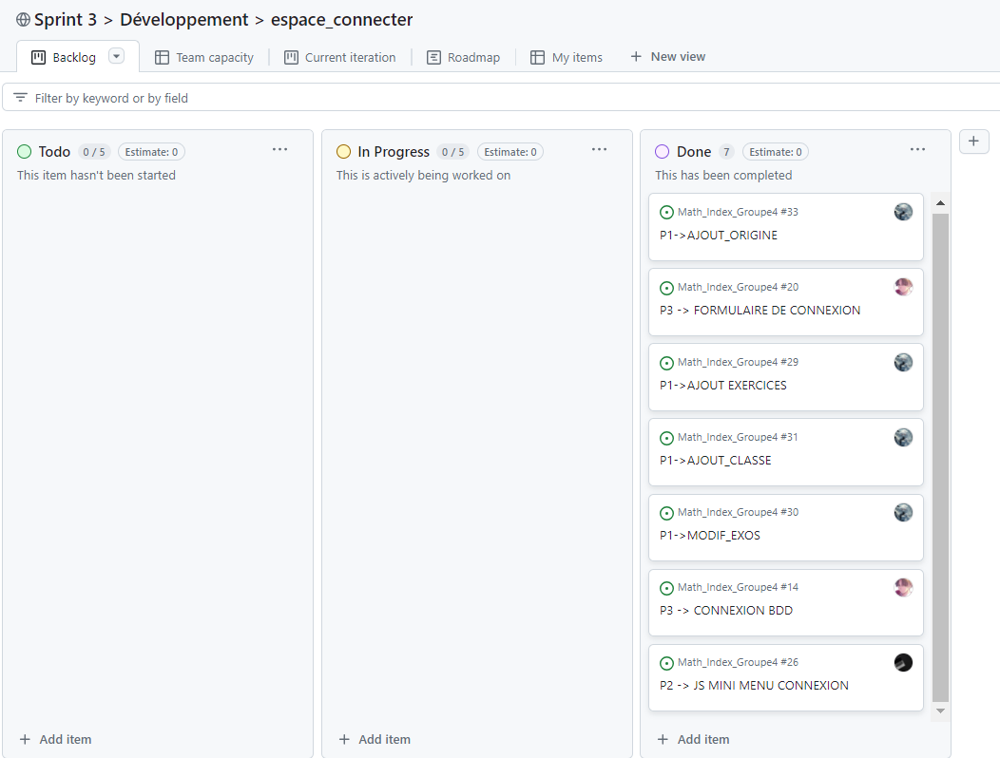 Sprint 3 > Développement > espace_connecter
Backlog
Team capacity
Current iteration
Roadmap
My items
New view
Filter by keyword or by field
Todo 0 / 5 Estimate: 0
This item hasn't been started
Add item
In Progress 0 / 5 Estimate: 0
This is actively being worked on
Add item
Done 7 Estimate: 0
This has been completed
Math_Index_Groupe4 #33
P1->AJOUT_ORIGINE
Math_Index_Groupe4 #20
P3 -> FORMULAIRE DE CONNEXION
Math_Index_Groupe4 #29
P1->AJOUT EXERCICES
Math_Index_Groupe4 #31
P1->AJOUT_CLASSE
Math_Index_Groupe4 #30
P1->MODIF_EXOS
Math_Index_Groupe4 #14
P3 -> CONNEXION BDD
Math_Index_Groupe4 #26
P2 -> JS MINI MENU CONNEXION
Add item